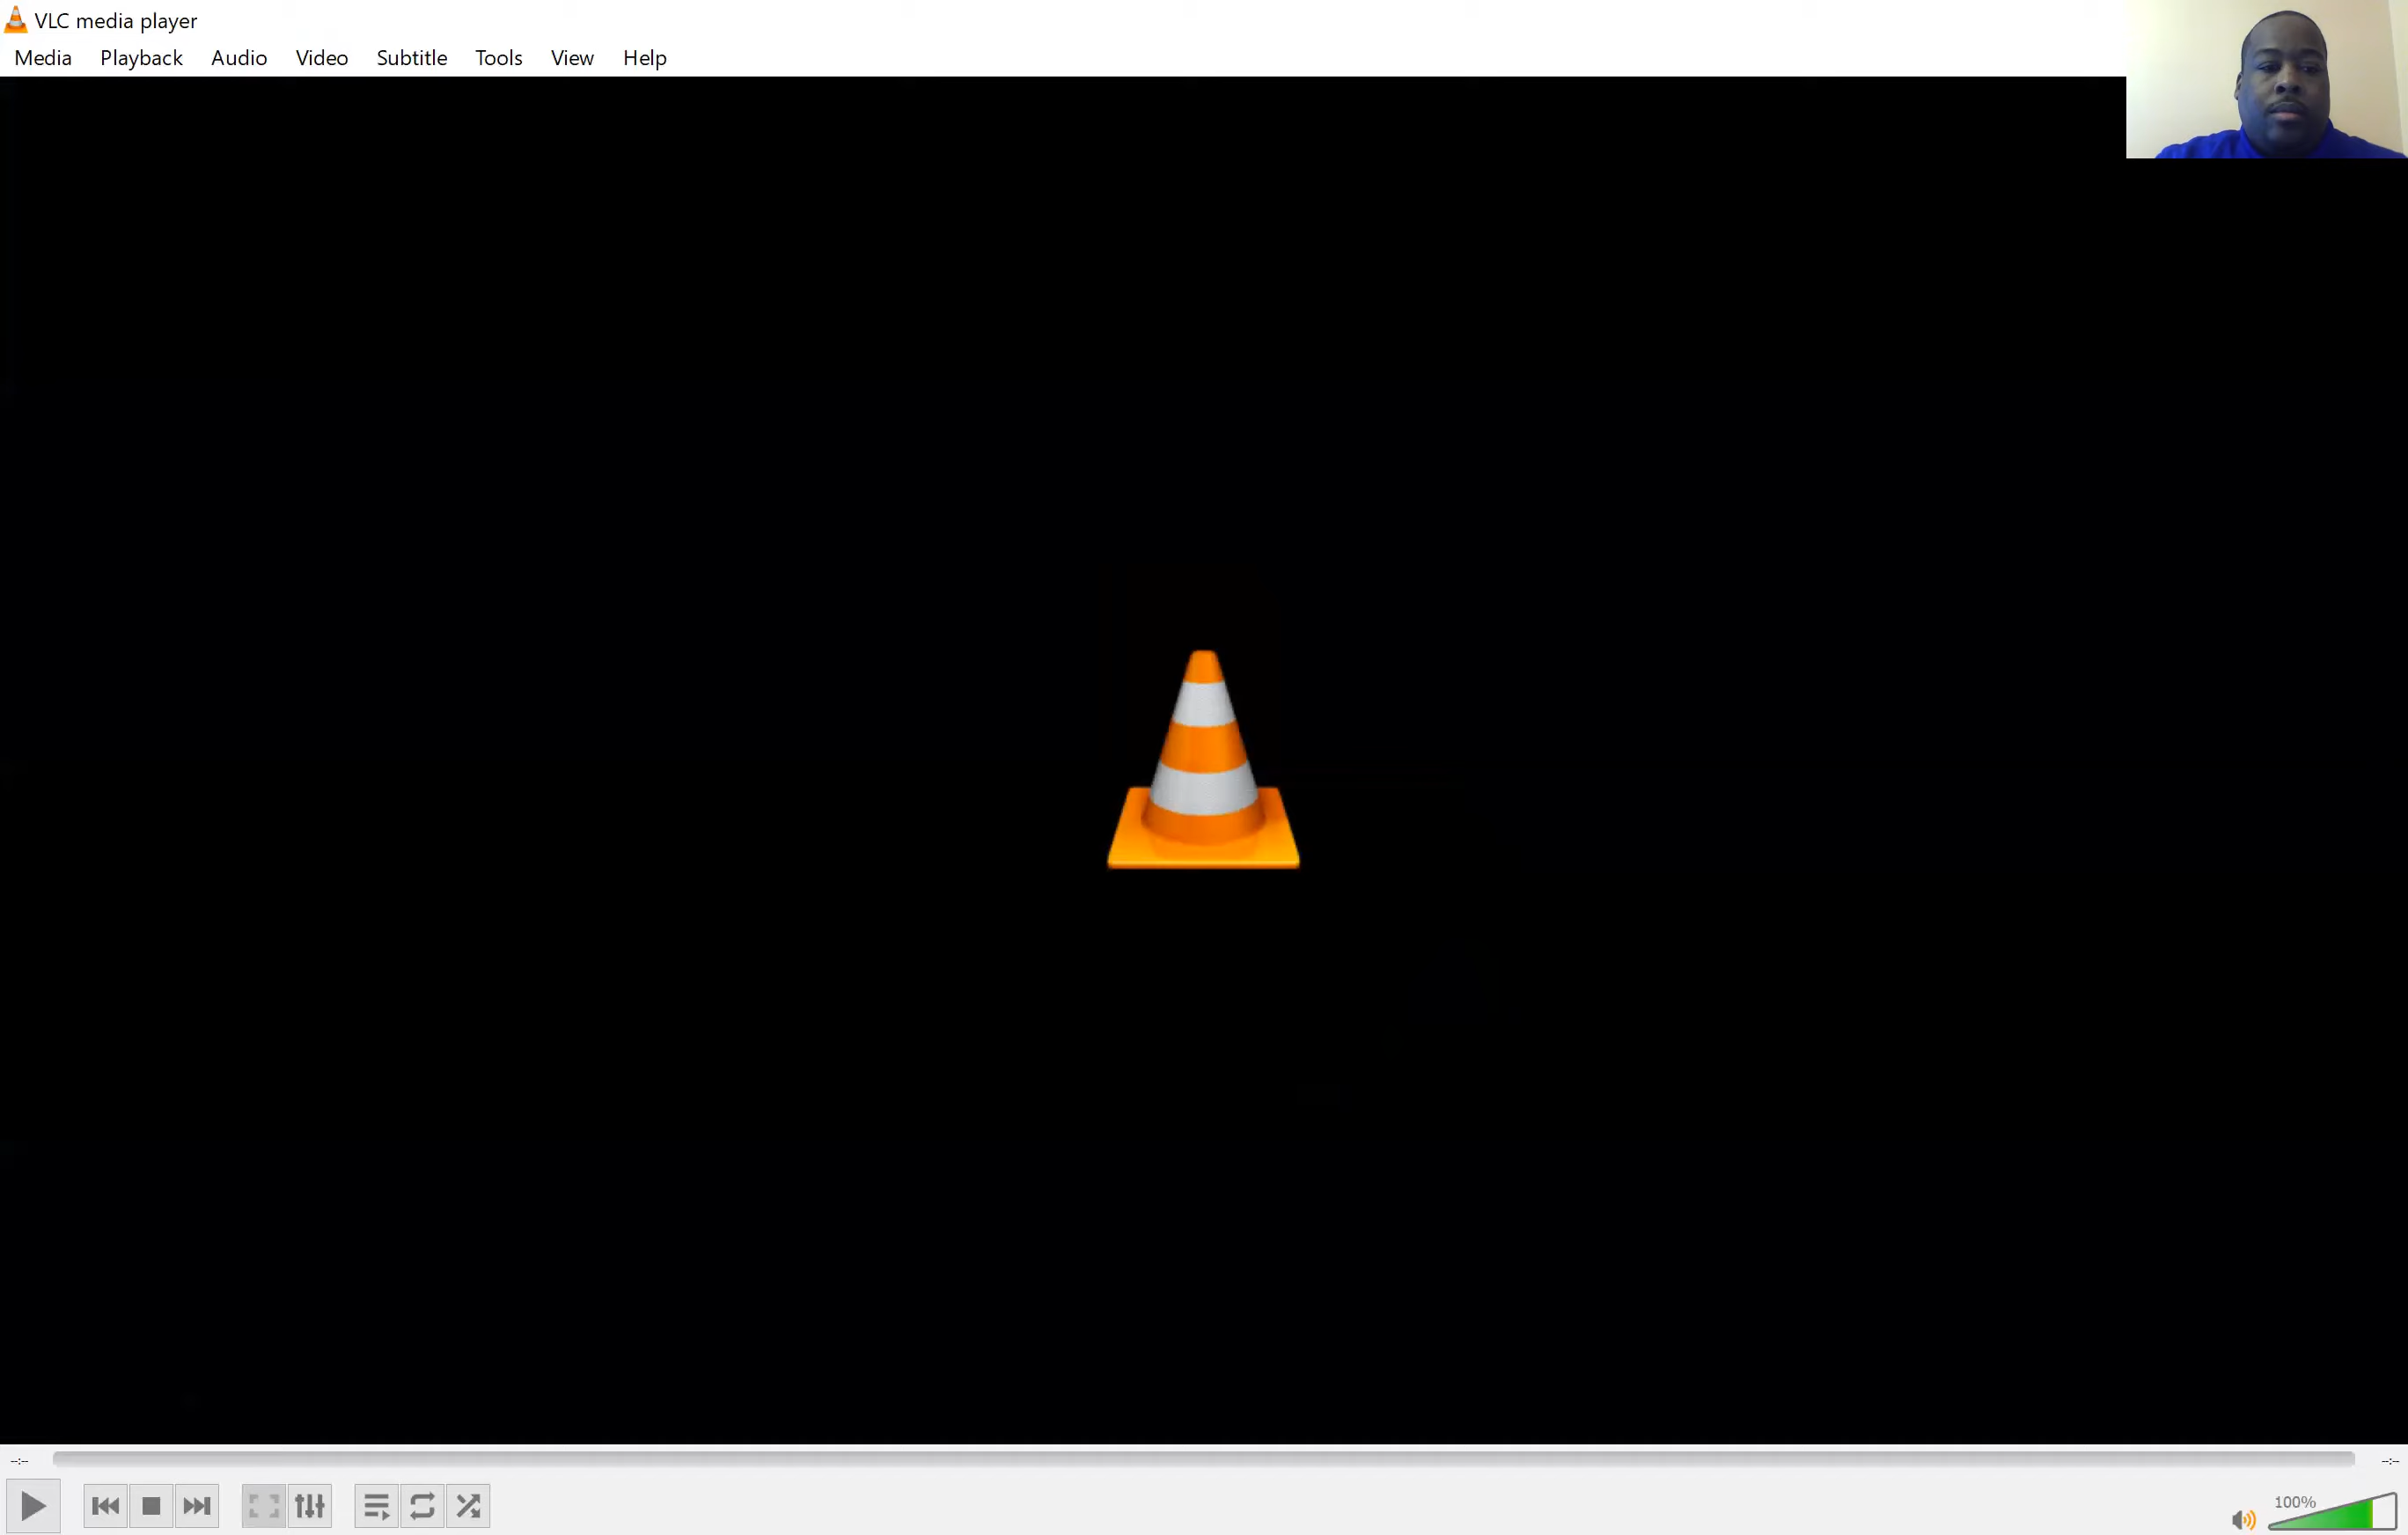 VLC media player
Media Playback Audio Video Subtitle Tools View Help
--:-- --:--
100%